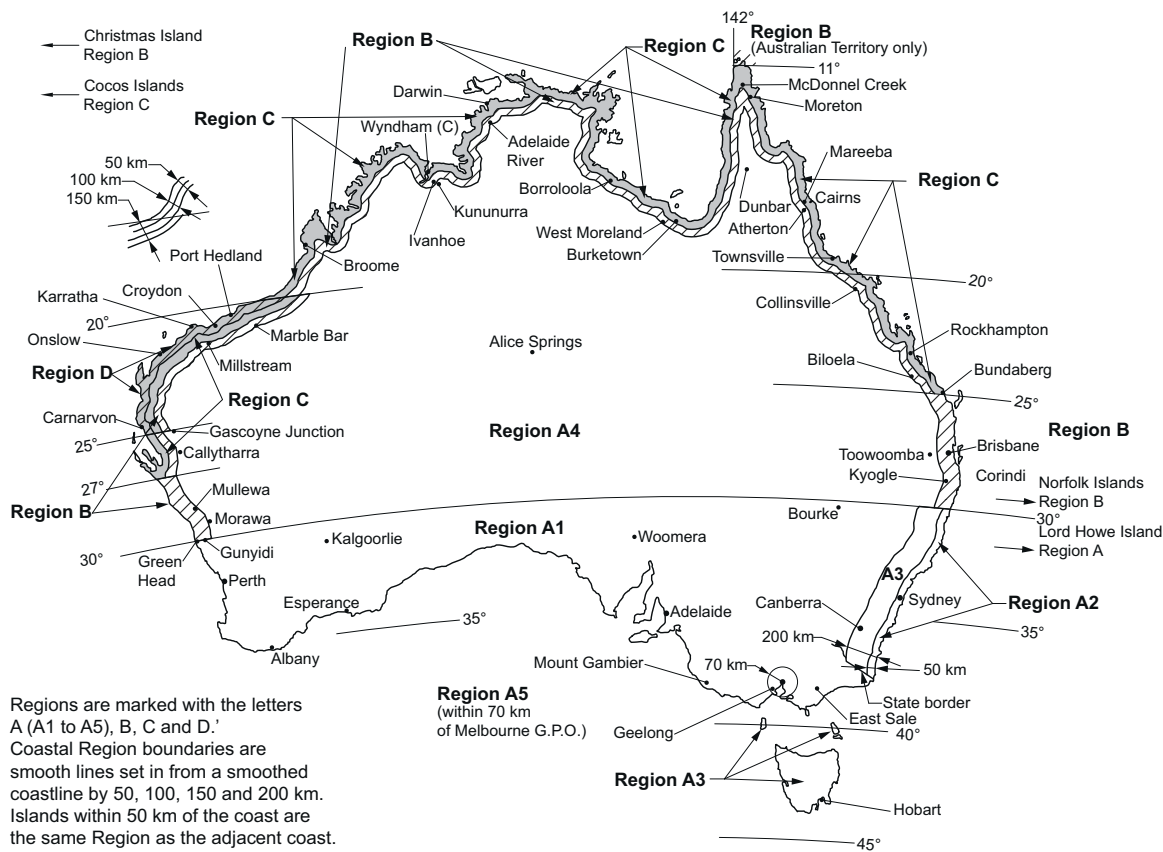 142°
Region B
(Australian Territory only)
11°
Christmas Island
Region B
Cocos Islands
Region C
Region B
Region C
McDonnel Creek
Moreton
Darwin
Region C
Wyndham (C)
Adelaide
River
Mareeba
50 km
100 km
150 km
Region C
Borroloola
Kununurra
Cairns
Dunbar
Ivanhoe
West Moreland
Atherton
Burketown
Port Hedland
Broome
Townsville
20°
Croydon
Karratha
Collinsville
20°
Onslow
Marble Bar
Rockhampton
Alice Springs
Millstream
Biloela
Region D
Bundaberg
Region C
25°
Carnarvon
Gascoyne Junction
Region A4
Region B
25°
Callytharra
Toowoomba
Brisbane
27°
Kyogle
Corindi
Norfolk Islands
Region B
Mullewa
Region B
Morawa
Bourke
30°
Region A1
Lord Howe Island
Region A
30°
Green
Head
Gunyidi
Kalgoorlie
Woomera
Perth
A3
Sydney
Esperance
Adelaide
Canberra
Region A2
35°
35°
200 km
Albany
Mount Gambier
70 km
50 km
Region A5
(within 70 km
of Melbourne G.P.O.)
State border
East Sale
Geelong
40°
Region A3
Hobart
45°
Regions are marked with the letters
A (A1 to A5), B, C and D.’
Coastal Region boundaries are
smooth lines set in from a smoothed
coastline by 50, 100, 150 and 200 km.
Islands within 50 km of the coast are
the same Region as the adjacent coast.